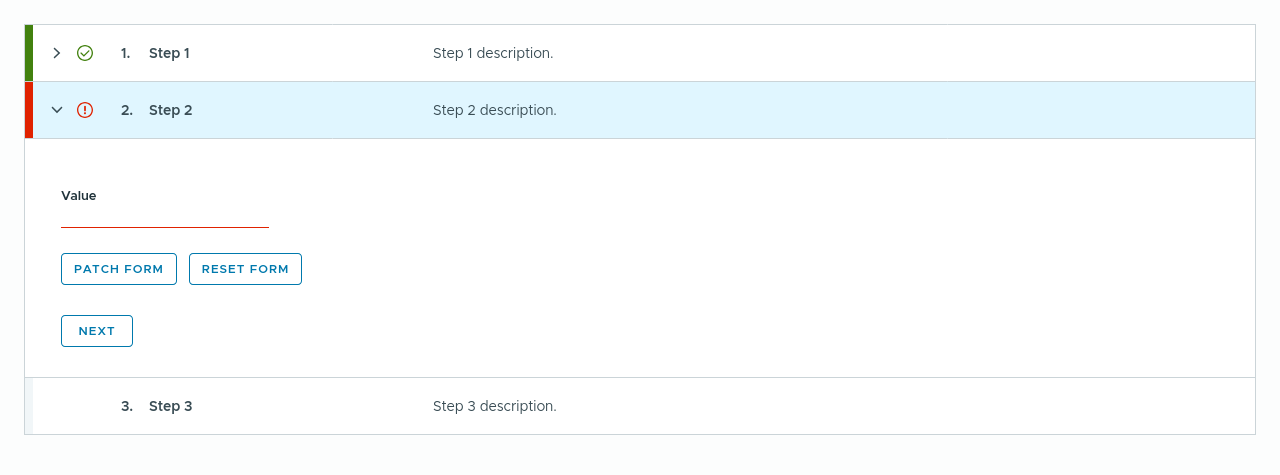 1. Step 1 Step 1 description.
2. Step 2 Step 2 description.
Value
PATCH FORM RESET FORM
NEXT
3. Step 3 Step 3 description.